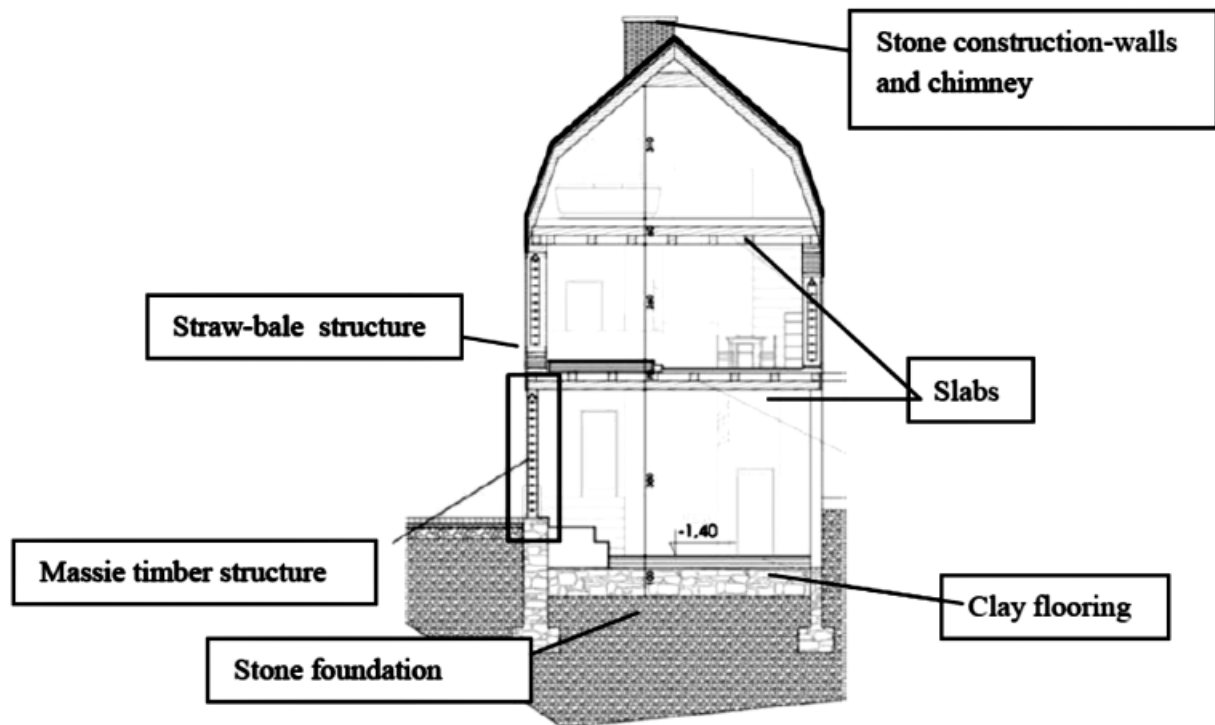 Stone construction-walls
and chimney
Straw-bale structure
Slabs
-1,40
Massie timber structure
Clay flooring
Stone foundation